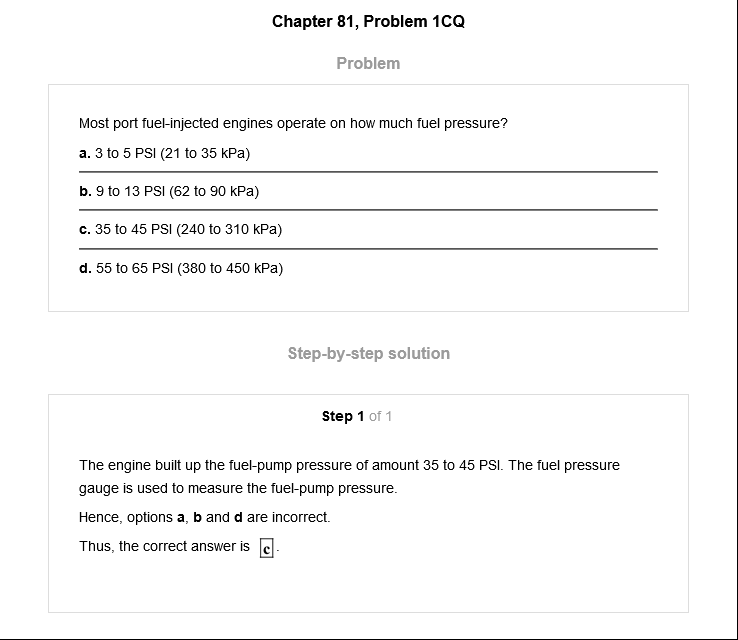 Chapter 81, Problem 1CQ
Problem
Most port fuel-injected engines operate on how much fuel pressure?
a. 3 to 5 PSI (21 to 35 kPa)
b. 9 to 13 PSI (62 to 90 kPa)
c. 35 to 45 PSI (240 to 310 kPa)
d. 55 to 65 PSI (380 to 450 kPa)
Step-by-step solution
Step 1 of 1
The engine built up the fuel-pump pressure of amount 35 to 45 PSI. The fuel pressure
gauge is used to measure the fuel-pump pressure.
Hence, options a, b and d are incorrect.
Thus, the correct answer is c.